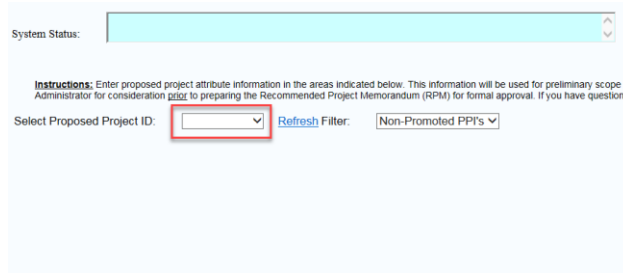 System Status:
Instructions: Enter proposed project attribute information in the areas indicated below. This information will be used for preliminary scope
Administrator for consideration prior to preparing the Recommended Project Memorandum (RPM) for formal approval. If you have question
Select Proposed Project ID: Refresh Filter: Non-Promoted PPI's